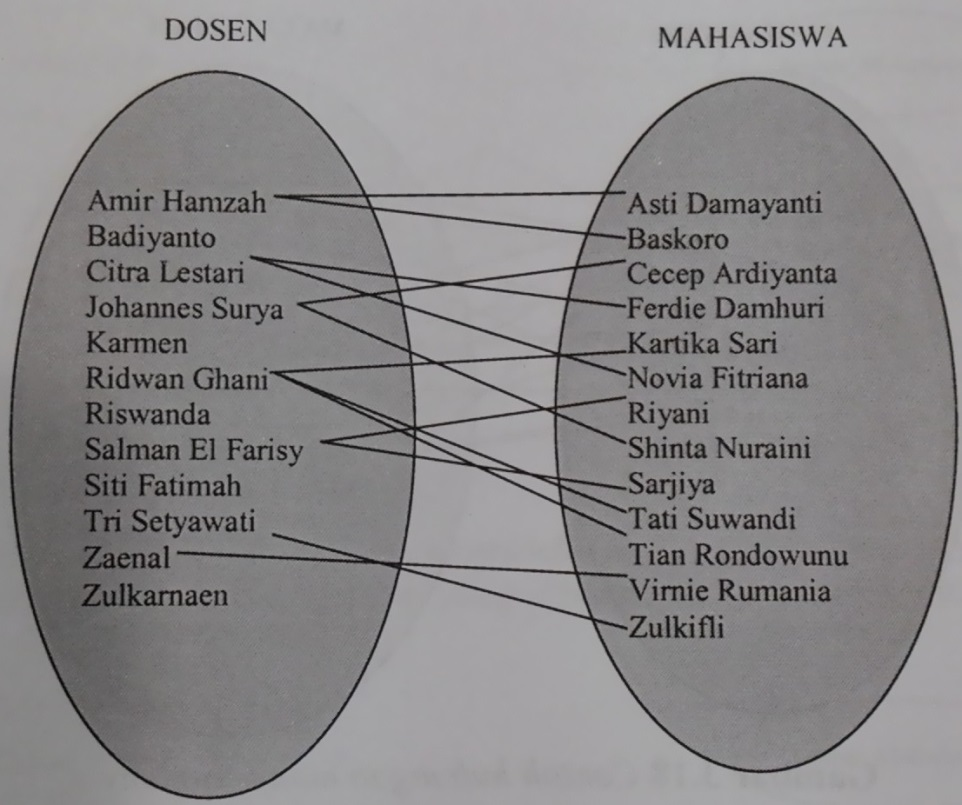 DOSEN
MAHASISWA
Amir Hamzah
Badiyanto
Citra Lestari
Johannes Surya
Karmen
Ridwan Ghani
Riswanda
Salman El Farisy
Siti Fatimah
Tri Setyawati
Zaenal
Zulkarnaen
Asti Damayanti
Baskoro
Cecep Ardiyanta
Ferdie Damhuri
Kartika Sari
Novia Fitriana
Riyani
Shinta Nuraini
Sarjiya
Tati Suwandi
Tian Rondowunu
Virnie Rumania
Zulkifli